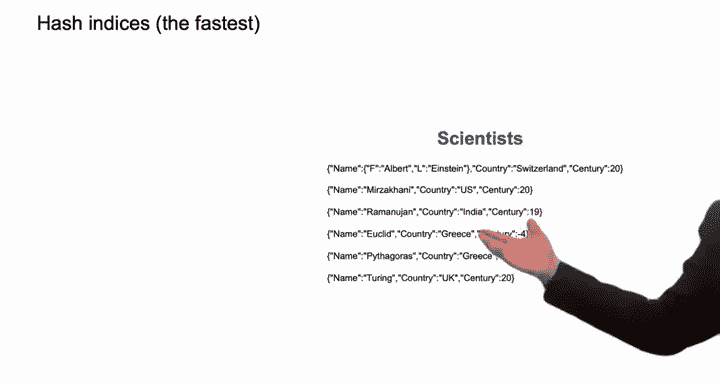 Hash indices (the fastest)
Scientists
{"Name":{"F":"Albert","L":"Einstein"},"Country":"Switzerland","Century":20}
{"Name":"Mirzakhani","Country":"US","Century":20}
{"Name":"Ramanujan","Country":"India","Century":19}
{"Name":"Euclid","Country":"Greece", :-4}
{"Name":"Pythagoras","Country":"Greece",
{"Name":"Turing","Country":"UK","Century":20}